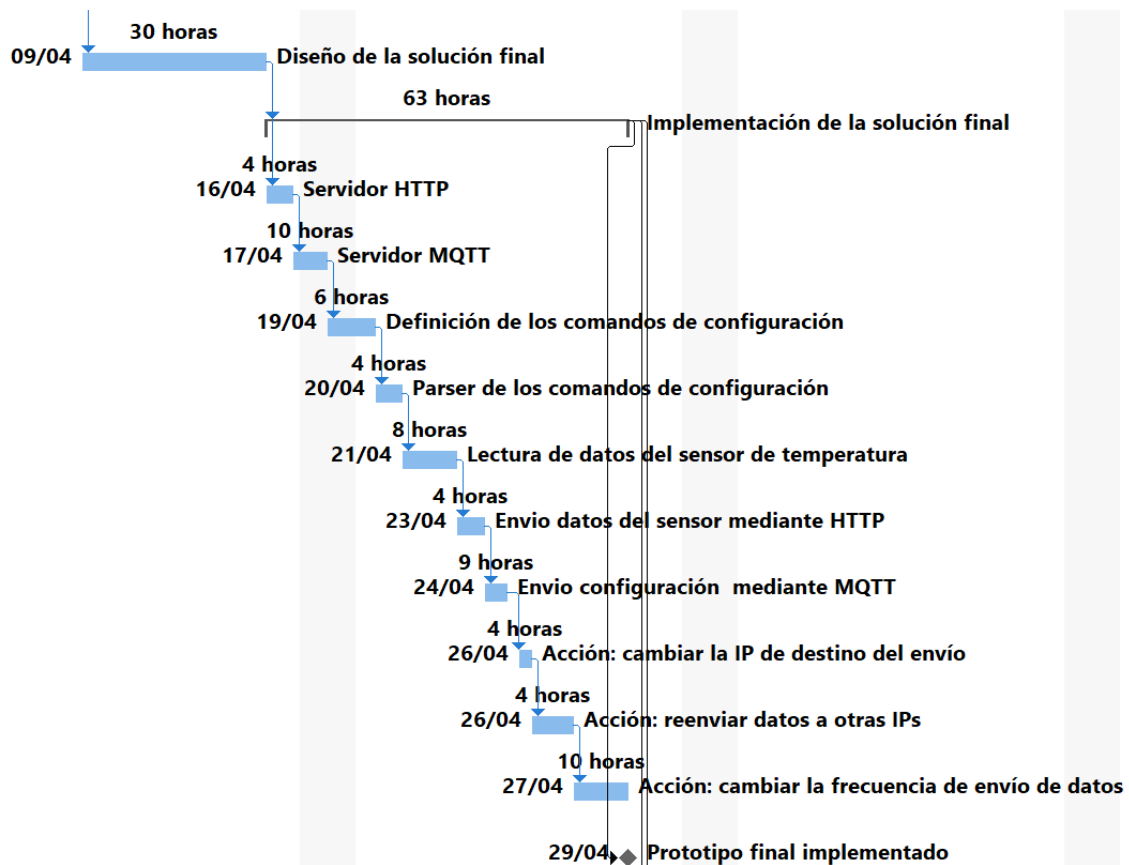 30 horas
09/04 Diseño de la solución final
63 horas
Implementación de la solución final
4 horas
16/04 Servidor HTTP
10 horas
17/04 Servidor MQTT
6 horas
19/04 Definición de los comandos de configuración
4 horas
20/04 Parser de los comandos de configuración
8 horas
21/04 Lectura de datos del sensor de temperatura
4 horas
23/04 Envio datos del sensor mediante HTTP
9 horas
24/04 Envio configuración  mediante MQTT
4 horas
26/04 Acción: cambiar la IP de destino del envío
4 horas
26/04 Acción: reenviar datos a otras IPs
10 horas
27/04 Acción: cambiar la frecuencia de envío de datos
29/04 Prototipo final implementado